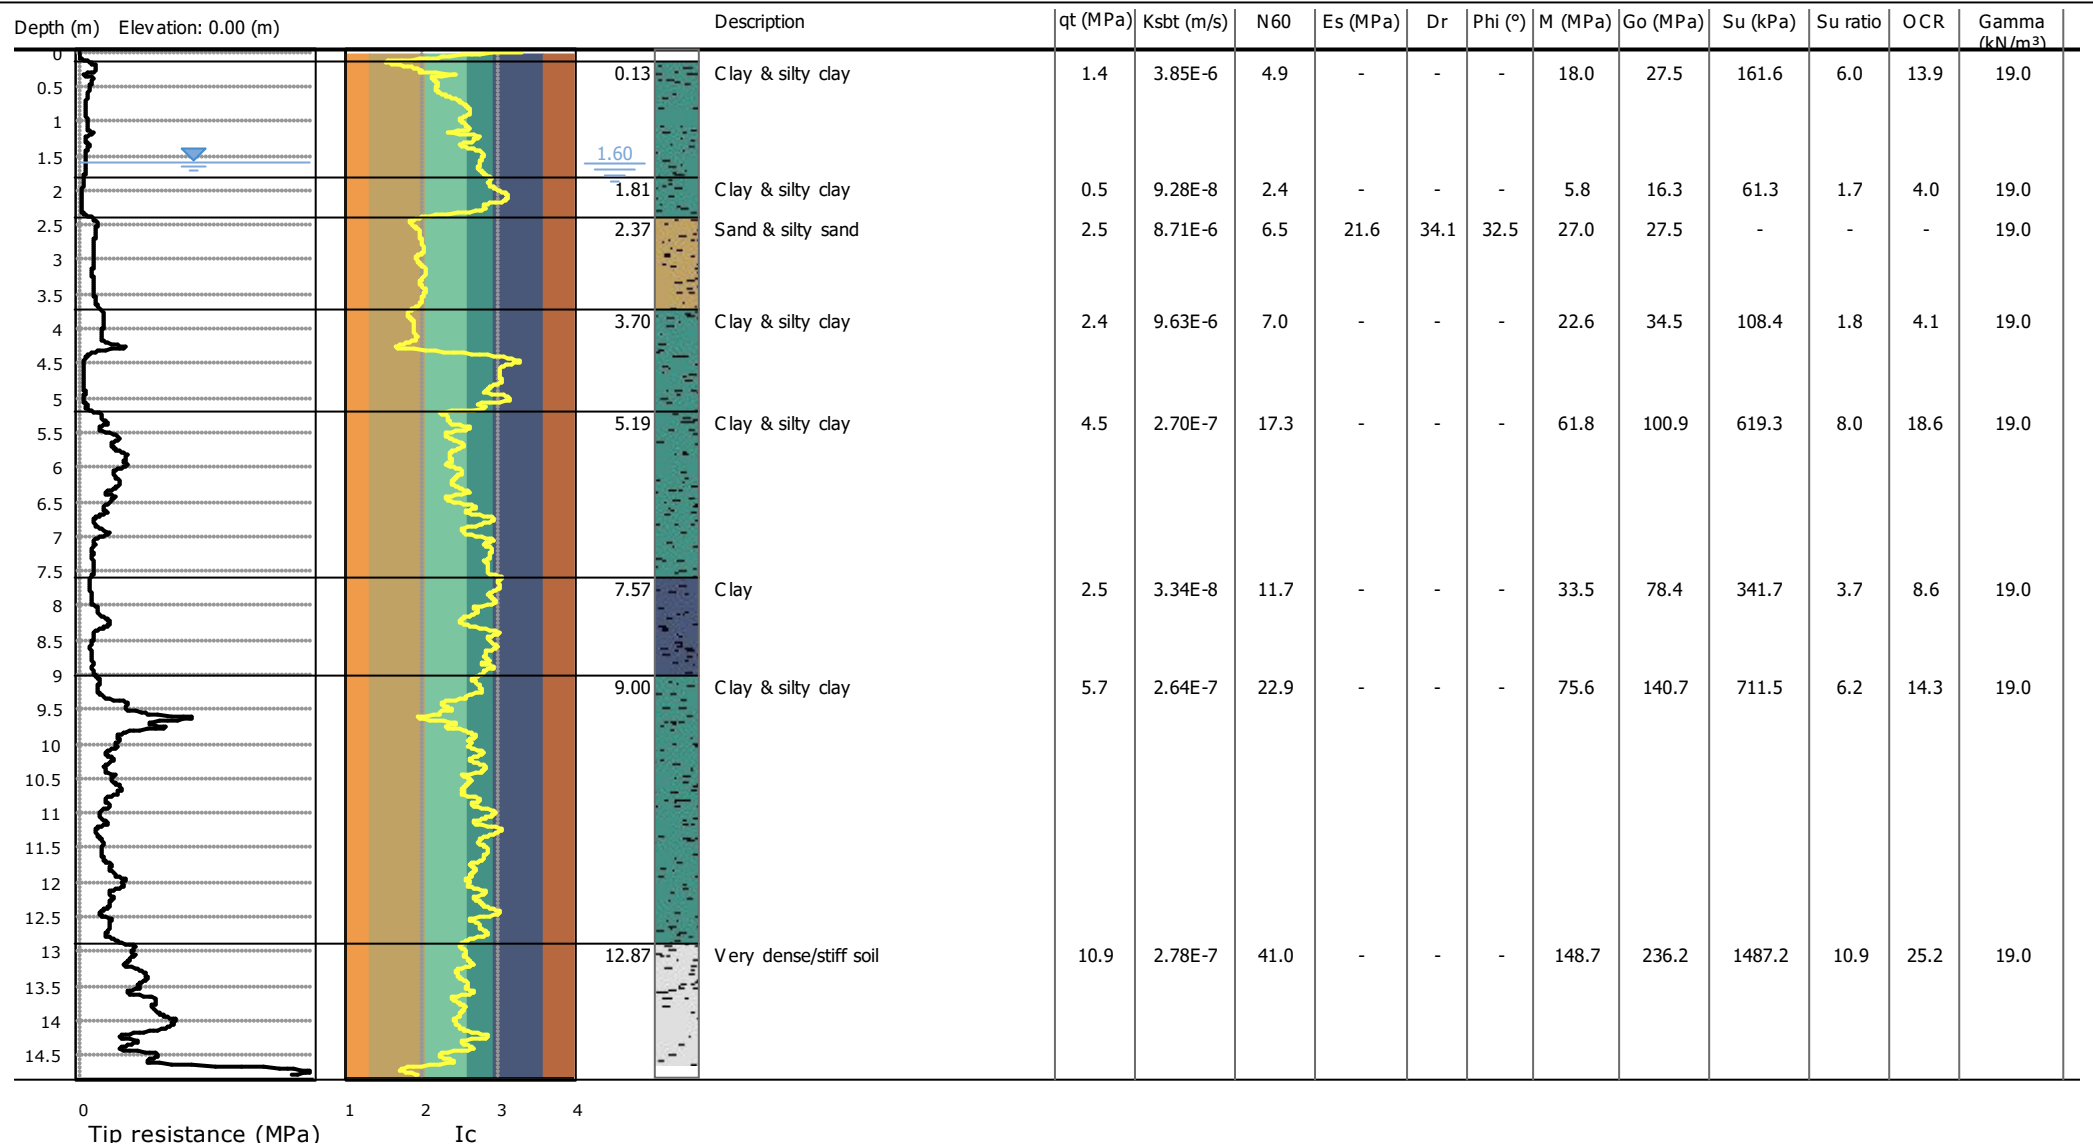 Depth (m) Elevation: 0.00 (m) Description qt (MPa) Ksbt (m/s) N60 Es (MPa) Dr Phi (°) M (MPa) Go (MPa) Su (kPa) Su ratio OCR Gamma (kN/m³)
0
0.13 Clay & silty clay 1.4 3.85E-6 4.9 - - - 18.0 27.5 161.6 6.0 13.9 19.0
0.5
1
1.5
1.60
1.81 Clay & silty clay 0.5 9.28E-8 2.4 - - - 5.8 16.3 61.3 1.7 4.0 19.0
2
2.5
2.37 Sand & silty sand 2.5 8.71E-6 6.5 21.6 34.1 32.5 27.0 27.5 - - - 19.0
3
3.5
3.70 Clay & silty clay 2.4 9.63E-6 7.0 - - - 22.6 34.5 108.4 1.8 4.1 19.0
4
4.5
5
5.19 Clay & silty clay 4.5 2.70E-7 17.3 - - - 61.8 100.9 619.3 8.0 18.6 19.0
5.5
6
6.5
7
7.5
7.57 Clay 2.5 3.34E-8 11.7 - - - 33.5 78.4 341.7 3.7 8.6 19.0
8
8.5
9
9.00 Clay & silty clay 5.7 2.64E-7 22.9 - - - 75.6 140.7 711.5 6.2 14.3 19.0
9.5
10
10.5
11
11.5
12
12.5
13
12.87 Very dense/stiff soil 10.9 2.78E-7 41.0 - - - 148.7 236.2 1487.2 10.9 25.2 19.0
13.5
14
14.5
0 1 2 3 4
Tip resistance (MPa) Ic